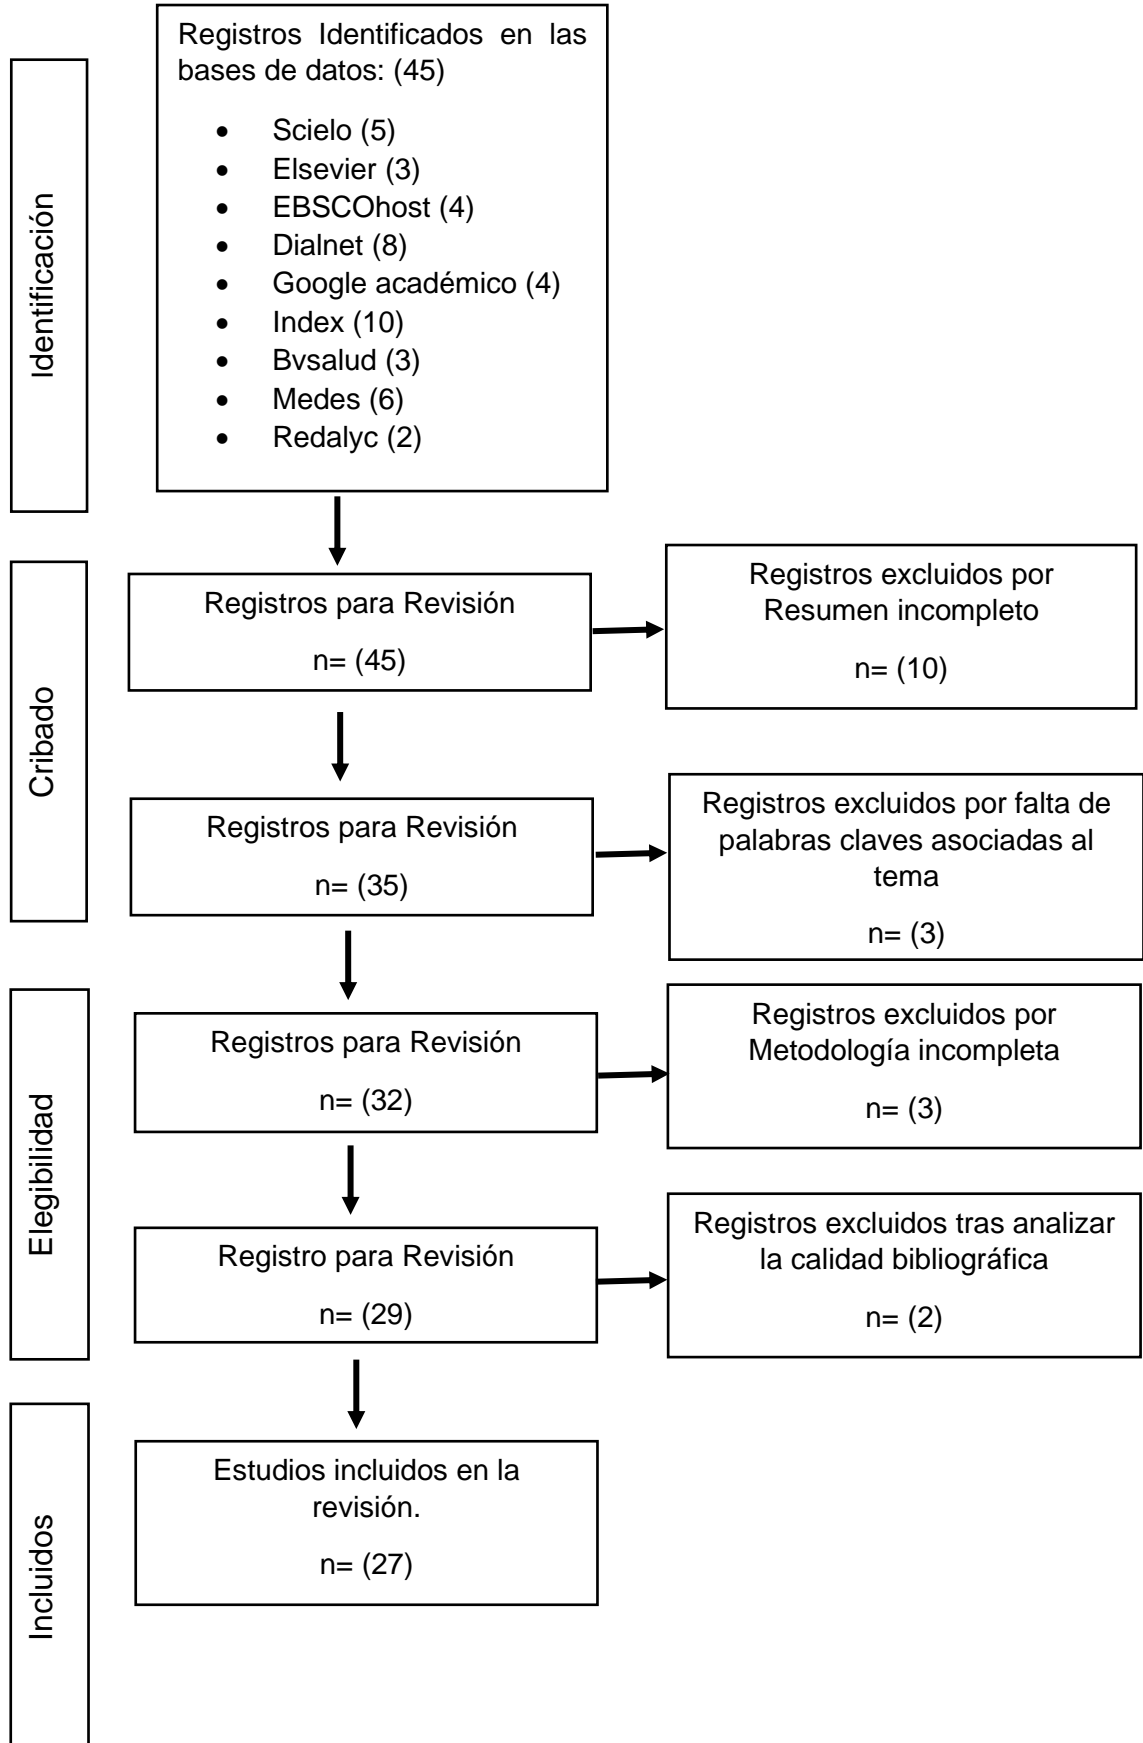 Identificación
Registros Identificados en las
bases de datos: (45)
• Scielo (5)
• Elsevier (3)
• EBSCOhost (4)
• Dialnet (8)
• Google académico (4)
• Index (10)
• Bvsalud (3)
• Medes (6)
• Redalyc (2)
Cribado
Registros para Revisión
n= (45)
Registros excluidos por
Resumen incompleto
n= (10)
Registros para Revisión
n= (35)
Registros excluidos por falta de
palabras claves asociadas al
tema
n= (3)
Elegibilidad
Registros para Revisión
n= (32)
Registros excluidos por
Metodología incompleta
n= (3)
Registro para Revisión
n= (29)
Registros excluidos tras analizar
la calidad bibliográfica
n= (2)
Incluidos
Estudios incluidos en la
revisión.
n= (27)